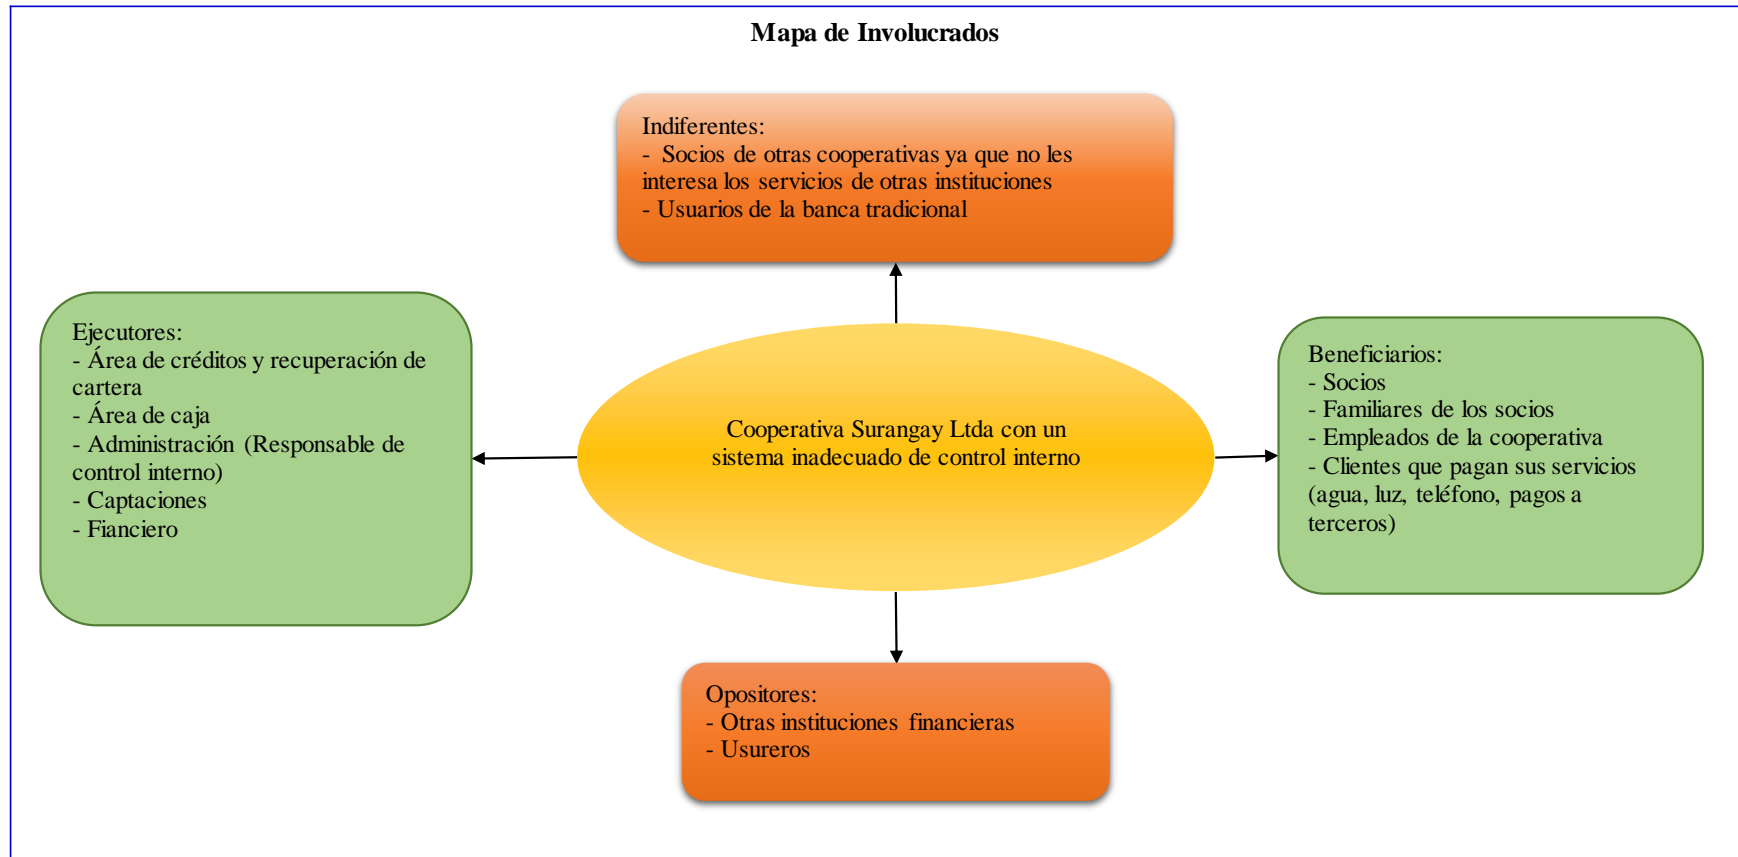 Mapa de Involucrados
Indiferentes:
- Socios de otras cooperativas ya que no les
interesa los servicios de otras instituciones
- Usuarios de la banca tradicional
Ejecutores:
- Área de créditos y recuperación de
cartera
- Área de caja
- Administración (Responsable de
control interno)
- Captaciones
- Fianciero
Cooperativa Surangay Ltda con un
sistema inadecuado de control interno
Beneficiarios:
- Socios
- Familiares de los socios
- Empleados de la cooperativa
- Clientes que pagan sus servicios
(agua, luz, teléfono, pagos a
terceros)
Opositores:
- Otras instituciones financieras
- Usureros